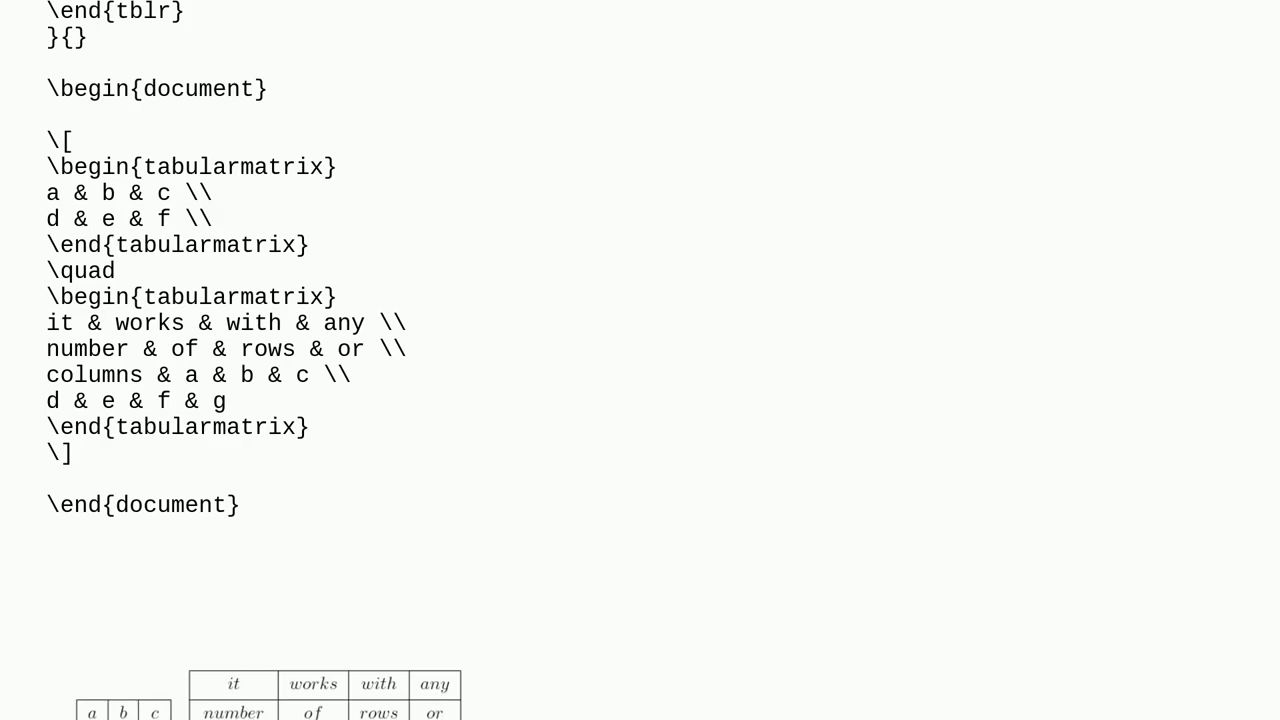 \end{tblr}
}{}
\begin{document}
\[
\begin{tabularmatrix}
a & b & c \\
d & e & f \\
\end{tabularmatrix}
\quad
\begin{tabularmatrix}
it & works & with & any \\
number & of & rows & or \\
columns & a & b & c \\
d & e & f & g
\end{tabularmatrix}
\]
\end{document}
it works with any
a b c number of rows or